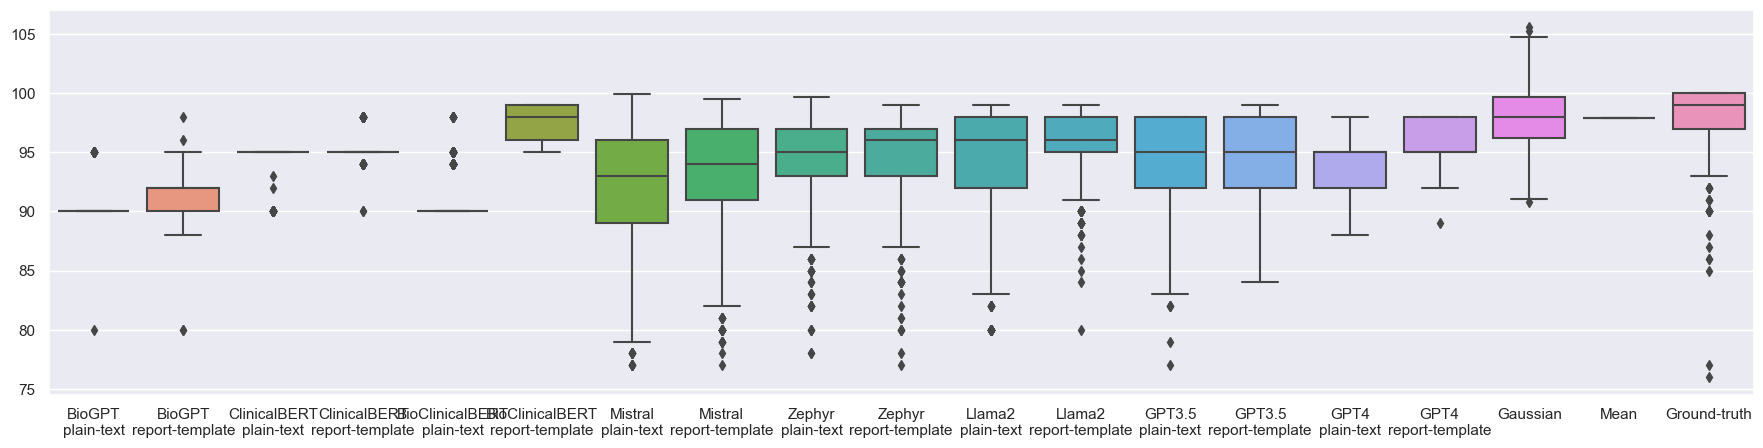 105
100
95
90
85
80
75
BioGPT
plain-text
BioGPT
report-template
ClinicalBERT
plain-text
ClinicalBERT
report-template
BioClinicalBERT
plain-text
BioClinicalBERT
report-template
Mistral
plain-text
Mistral
report-template
Zephyr
plain-text
Zephyr
report-template
Llama2
plain-text
Llama2
report-template
GPT3.5
plain-text
GPT3.5
report-template
GPT4
plain-text
GPT4
report-template
Gaussian
Mean
Ground-truth